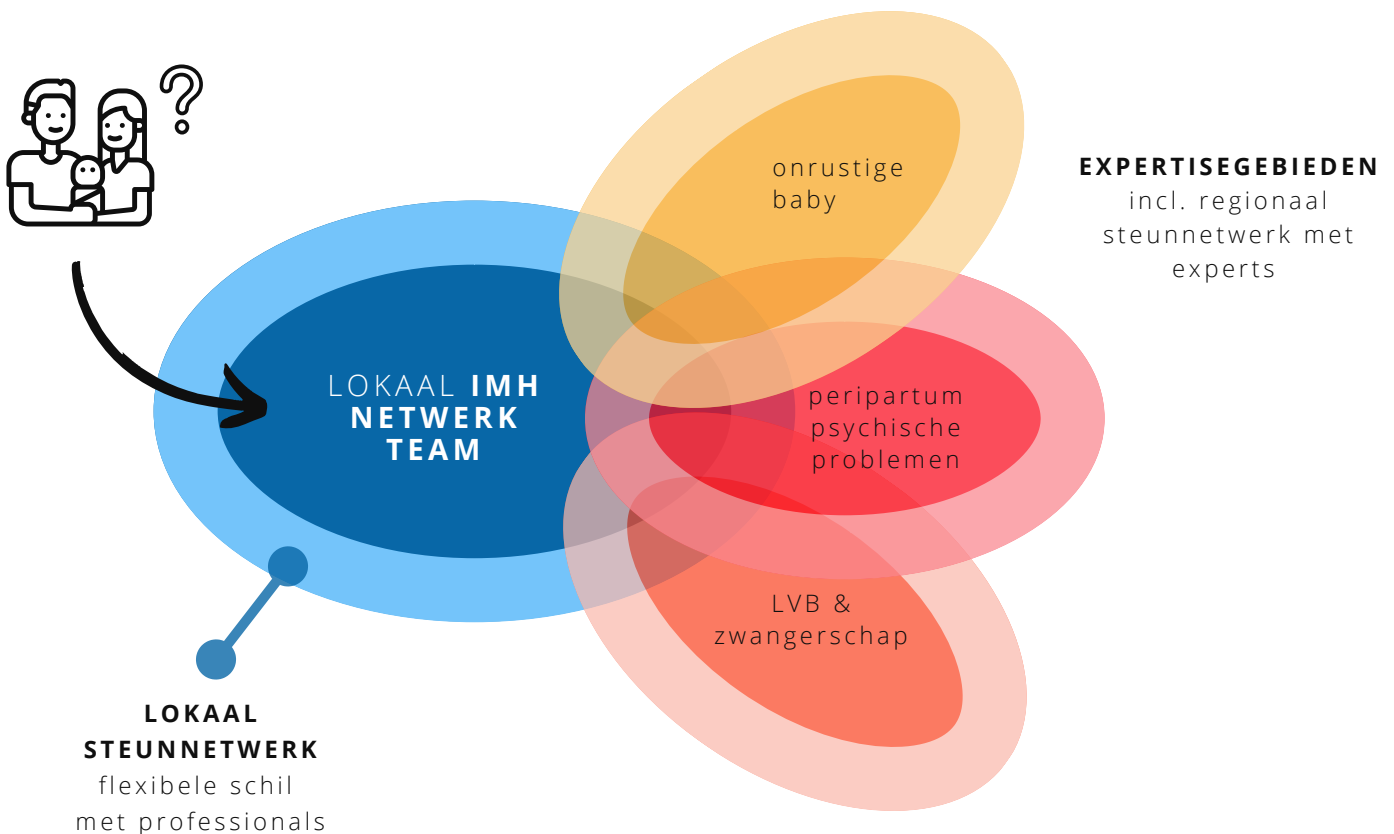 ?
onrustige
baby
EXPERTISEGEBIEDEN
incl. regionaal
steunnetwerk met
experts
LOKAAL IMH
NETWERK
TEAM
peripartum
psychische
problemen
LVB &
zwangerschap
LOKAAL
STEUNNETWERK
flexibele schil
met professionals